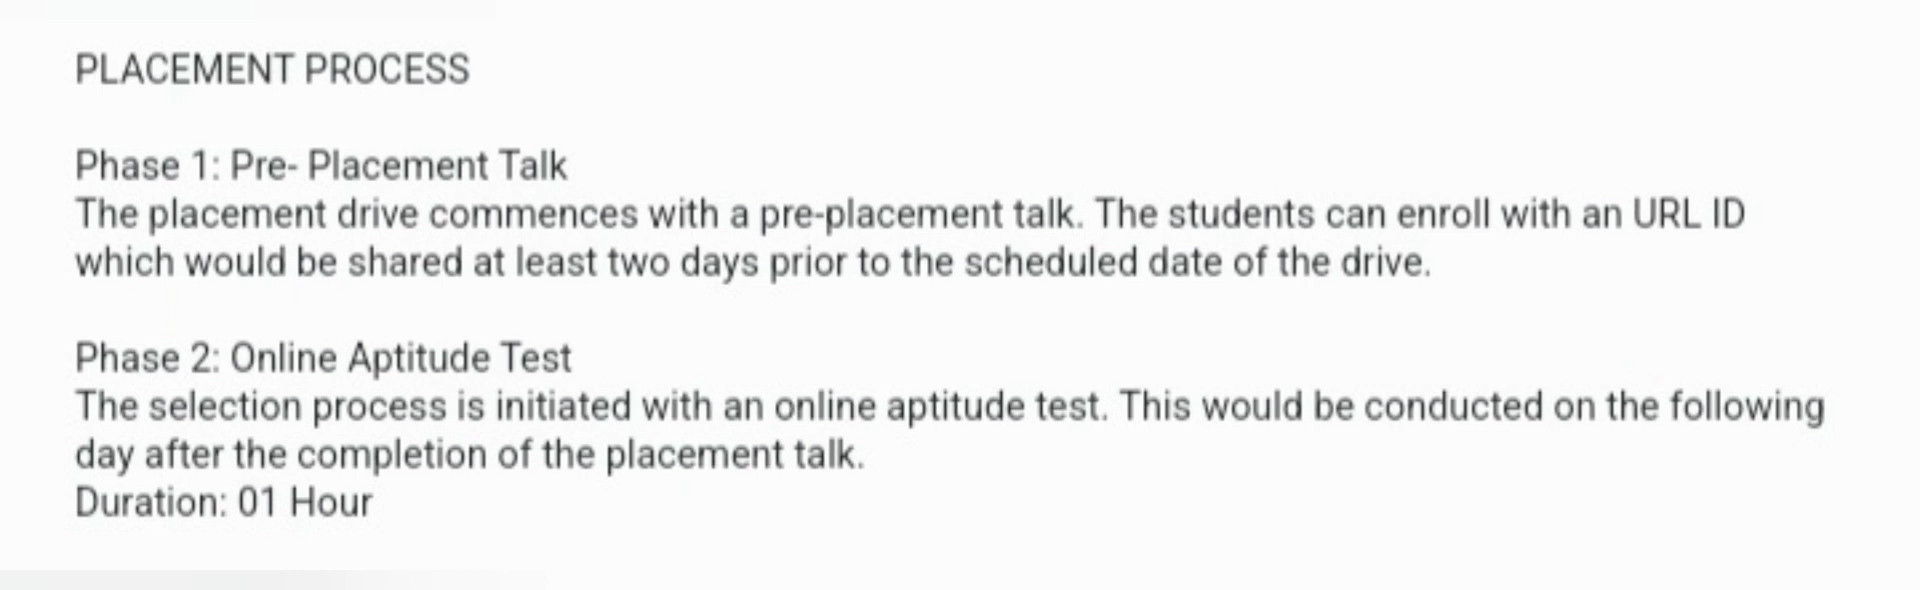 PLACEMENT PROCESS
Phase 1: Pre- Placement Talk
The placement drive commences with a pre-placement talk. The students can enroll with an URL ID
which would be shared at least two days prior to the scheduled date of the drive.
Phase 2: Online Aptitude Test
The selection process is initiated with an online aptitude test. This would be conducted on the following
day after the completion of the placement talk.
Duration: 01 Hour